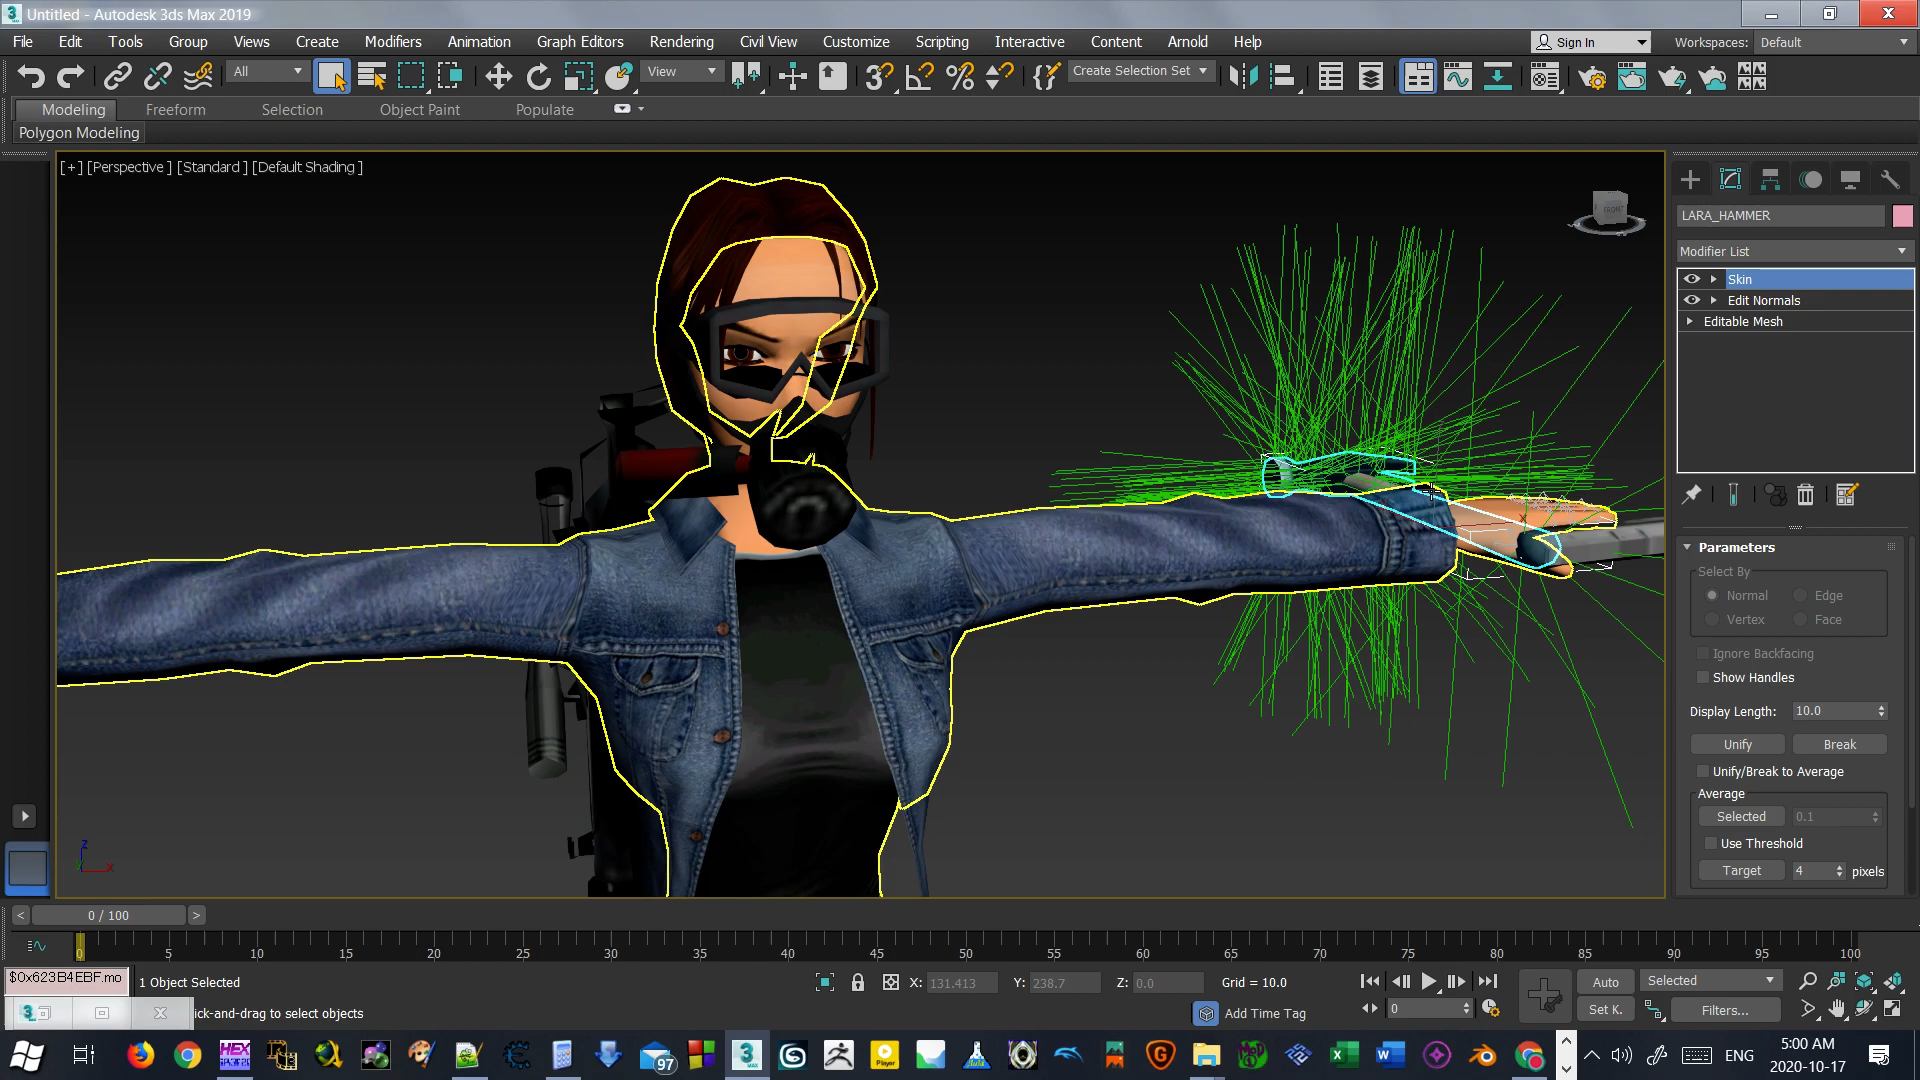 Untitled - Autodesk 3ds Max 2019
File Edit Tools Group Views Create Modifiers Animation Graph Editors Rendering Civil View Customize Scripting Interactive Content Arnold Help Sign In Workspaces: Default
All View Create Selection Set
Modeling Freeform Selection Object Paint Populate
Polygon Modeling
[+] [Perspective ] [Standard ] [Default Shading ]
FRONT
LARA_HAMMER
Modifier List
Skin
Edit Normals
Editable Mesh
Parameters
Select By
Normal Edge
Vertex Face
Ignore Backfacing
Show Handles
Display Length: 10.0
Unify Break
Unify/Break to Average
Average
Selected 0.1
Use Threshold
Target 4 pixels
z
x
y
x
< 0 / 100 >
0 5 10 15 20 25 30 35 40 45 50 55 60 65 70 75 80 85 90 95 100
$0x623B4EBF.mo 1 Object Selected X: 131.413 Y: 238.7 Z: 0.0 Grid = 10.0 Auto Selected
ick-and-drag to select objects Add Time Tag 0 Set K. Filters...
HEX 97 3 MAX Player ENG 5:00 AM
2020-10-17